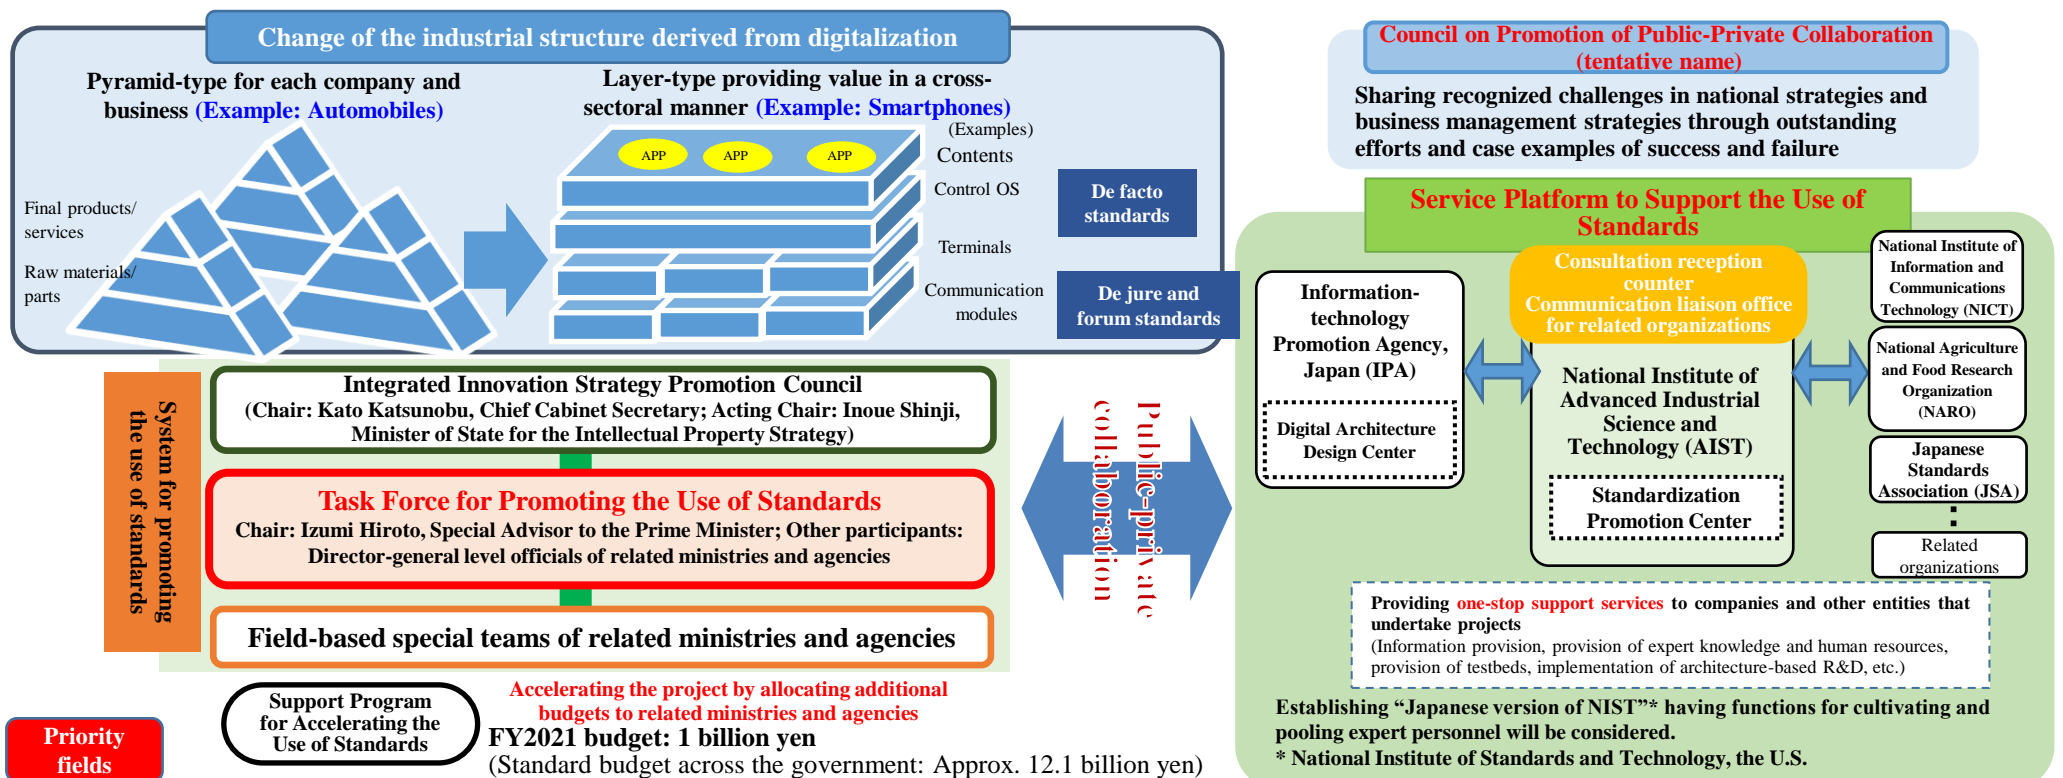 Change of the industrial structure derived from digitalization
Pyramid-type for each company and
business (Example: Automobiles)
Layer-type providing value in a cross-
sectoral manner (Example: Smartphones)
(Examples)
APP
APP
APP
Contents
Control OS
Terminals
Communication
modules
Final products/
services
Raw materials/
parts
De facto
standards
De jure and
forum standards
System for promoting
the use of standards
Integrated Innovation Strategy Promotion Council
(Chair: Kato Katsunobu, Chief Cabinet Secretary; Acting Chair: Inoue Shinji,
Minister of State for the Intellectual Property Strategy)
Task Force for Promoting the Use of Standards
Chair: Izumi Hiroto, Special Advisor to the Prime Minister; Other participants:
Director-general level officials of related ministries and agencies
Field-based special teams of related ministries and agencies
Support Program
for Accelerating the
Use of Standards
Accelerating the project by allocating additional
budgets to related ministries and agencies
FY2021 budget: 1 billion yen
(Standard budget across the government: Approx. 12.1 billion yen)
Priority
fields
Public-private
collaboration
Council on Promotion of Public-Private Collaboration
(tentative name)
Sharing recognized challenges in national strategies and
business management strategies through outstanding
efforts and case examples of success and failure
Service Platform to Support the Use of
Standards
Consultation reception
counter
Communication liaison office
for related organizations
Information-
technology
Promotion Agency,
Japan (IPA)
Digital Architecture
Design Center
National Institute of
Advanced Industrial
Science and
Technology (AIST)
Standardization
Promotion Center
National Institute of
Information and
Communications
Technology (NICT)
National Agriculture
and Food Research
Organization
(NARO)
Japanese
Standards
Association (JSA)
Related
organizations
Providing one-stop support services to companies and other entities that
undertake projects
(Information provision, provision of expert knowledge and human resources,
provision of testbeds, implementation of architecture-based R&D, etc.)
Establishing “Japanese version of NIST”* having functions for cultivating and
pooling expert personnel will be considered.
* National Institute of Standards and Technology, the U.S.